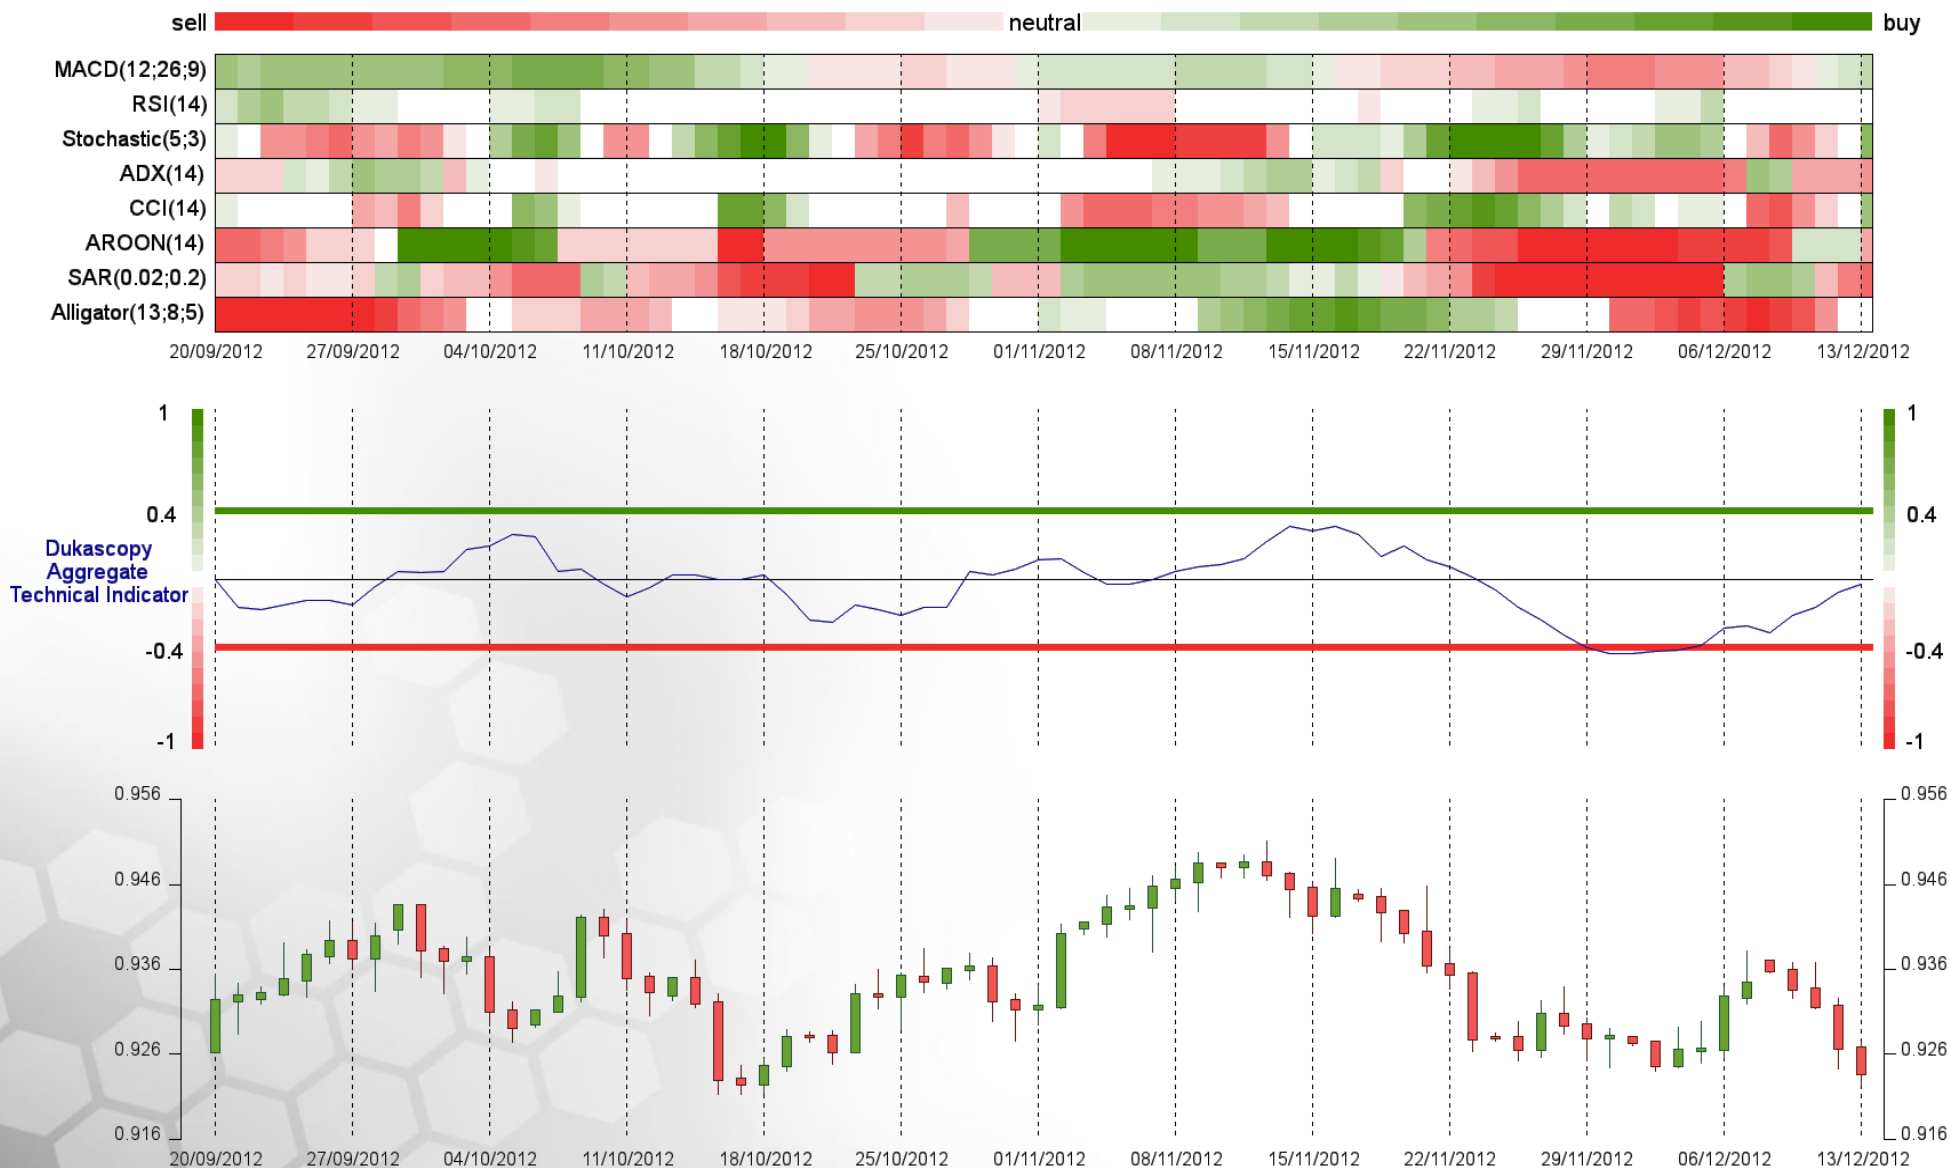 sell neutral buy
MACD(12;26;9)
RSI(14)
Stochastic(5;3)
ADX(14)
CCI(14)
AROON(14)
SAR(0.02;0.2)
Alligator(13;8;5)
20/09/2012 27/09/2012 04/10/2012 11/10/2012 18/10/2012 25/10/2012 01/11/2012 08/11/2012 15/11/2012 22/11/2012 29/11/2012 06/12/2012 13/12/2012
1 1
0.4 0.4
Dukascopy
Aggregate
Technical Indicator
-0.4 -0.4
-1 -1
0.956 0.956
0.946 0.946
0.936 0.936
0.926 0.926
0.916 0.916
20/09/2012 27/09/2012 04/10/2012 11/10/2012 18/10/2012 25/10/2012 01/11/2012 08/11/2012 15/11/2012 22/11/2012 29/11/2012 06/12/2012 13/12/2012